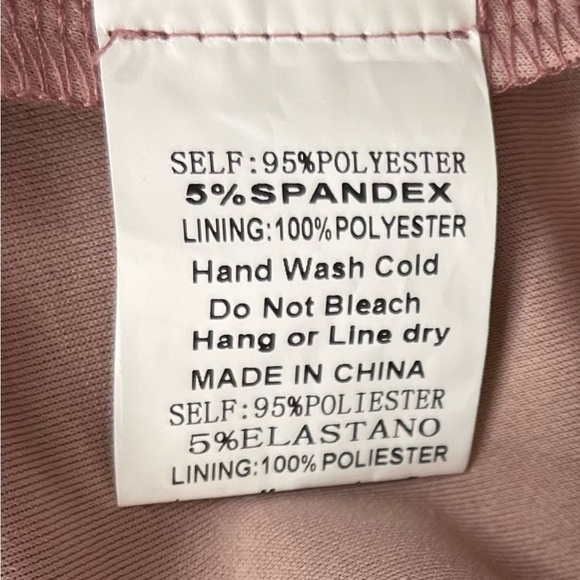 SELF:95%POLYESTER
5%SPANDEX
LINING:100%POLYESTER
Hand Wash Cold
Do Not Bleach
Hang or Line dry
MADE IN CHINA
SELF:95%POLIESTER
5%ELASTANO
LINING:100%POLIESTER